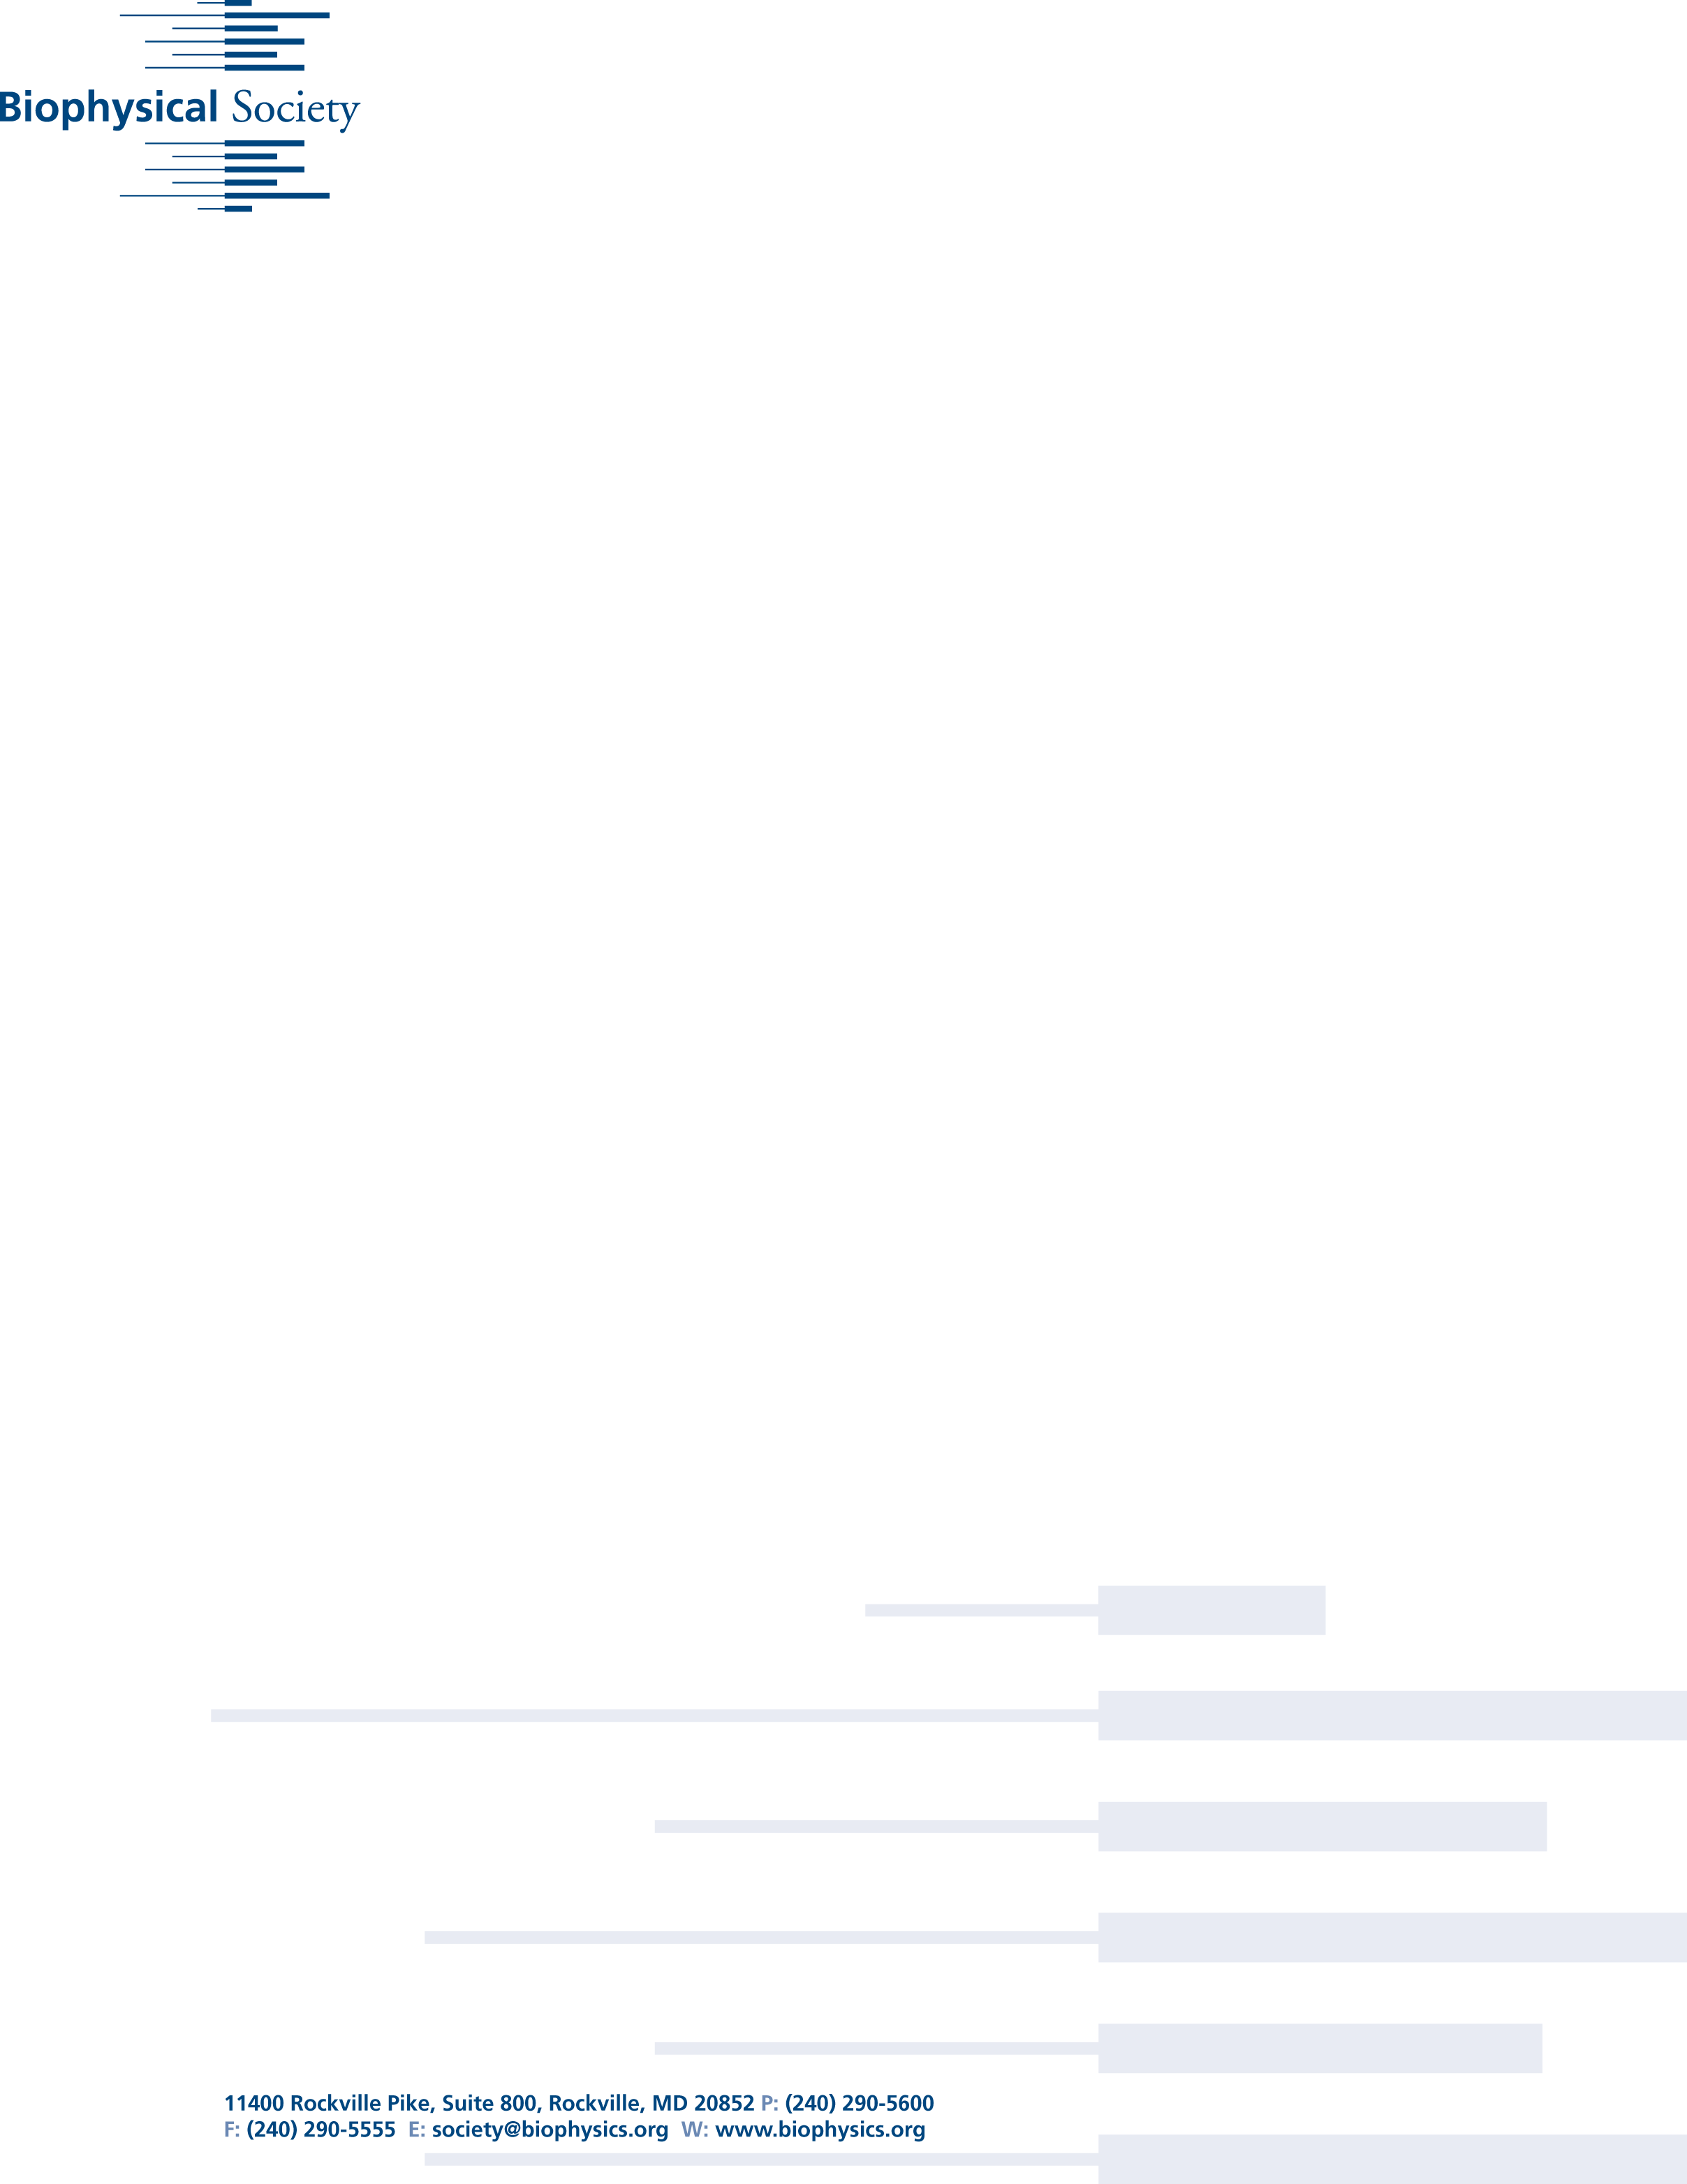 Biophysical Society
11400 Rockville Pike, Suite 800, Rockville, MD 20852 P: (240) 290-5600
F: (240) 290-5555 E: society@biophysics.org W: www.biophysics.org